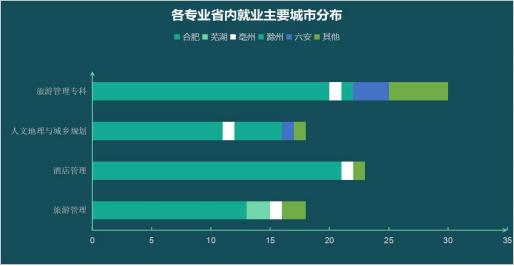 各专业省内就业主要城市分布
合肥 芜湖 亳州 滁州 六安 其他
旅游管理专科
人文地理与城乡规划
酒店管理
旅游管理
0 5 10 15 20 25 30 35